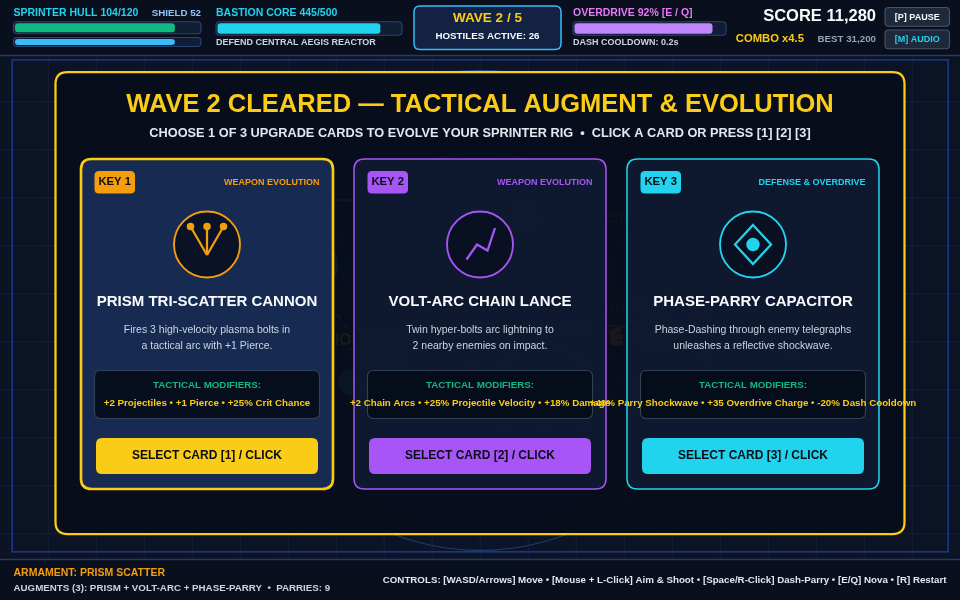 SPRINTER HULL 104/120 SHIELD 52
BASTION CORE 445/500
DEFEND CENTRAL AEGIS REACTOR
WAVE 2 / 5
HOSTILES ACTIVE: 26
OVERDRIVE 92% [E / Q]
DASH COOLDOWN: 0.2s
SCORE 11,280
COMBO x4.5 BEST 31,200
[P] PAUSE
[M] AUDIO
WAVE 2 CLEARED — TACTICAL AUGMENT & EVOLUTION
CHOOSE 1 OF 3 UPGRADE CARDS TO EVOLVE YOUR SPRINTER RIG • CLICK A CARD OR PRESS [1] [2] [3]
KEY 1 WEAPON EVOLUTION
PRISM TRI-SCATTER CANNON
Fires 3 high-velocity plasma bolts in
a tactical arc with +1 Pierce.
TACTICAL MODIFIERS:
+2 Projectiles • +1 Pierce • +25% Crit Chance
SELECT CARD [1] / CLICK
KEY 2 WEAPON EVOLUTION
VOLT-ARC CHAIN LANCE
Twin hyper-bolts arc lightning to
2 nearby enemies on impact.
TACTICAL MODIFIERS:
+2 Chain Arcs • +25% Projectile Velocity • +18% Damage
SELECT CARD [2] / CLICK
KEY 3 DEFENSE & OVERDRIVE
PHASE-PARRY CAPACITOR
Phase-Dashing through enemy telegraphs
unleashes a reflective shockwave.
TACTICAL MODIFIERS:
Parry Shockwave • +35 Overdrive Charge • -20% Dash Cooldown
SELECT CARD [3] / CLICK
ARMAMENT: PRISM SCATTER
AUGMENTS (3): PRISM + VOLT-ARC + PHASE-PARRY • PARRIES: 9
CONTROLS: [WASD/Arrows] Move • [Mouse + L-Click] Aim & Shoot • [Space/R-Click] Dash-Parry • [E/Q] Nova • [R] Restart